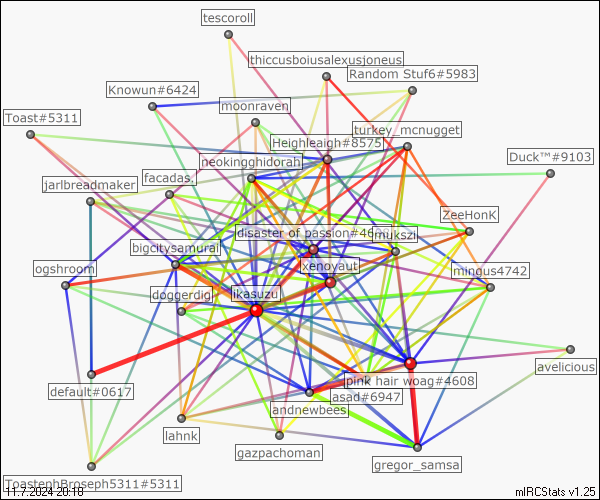 tescoroll
thiccusboiusalexusjoneus
Random Stuf6#5983
Knowun#6424
moonraven
Toast#5311
turkey_mcnugget
Heighleaigh#8575
neokingghidorah
Duck™#9103
facadas.
jarlbreadmaker
ZeeHonK
disaster of passion#46
mukszi
bigcitysamurai
xenoyaut
ogshroom
mingus4742
doggerdig
ikasuzu
avelicious
pink hair woag#4608
default#0617
asad#6947
andnewbees
lahnk
gazpachoman
gregor_samsa
ToastephBroseph5311#5311
11.7.2024 20:18
mIRCStats v1.25